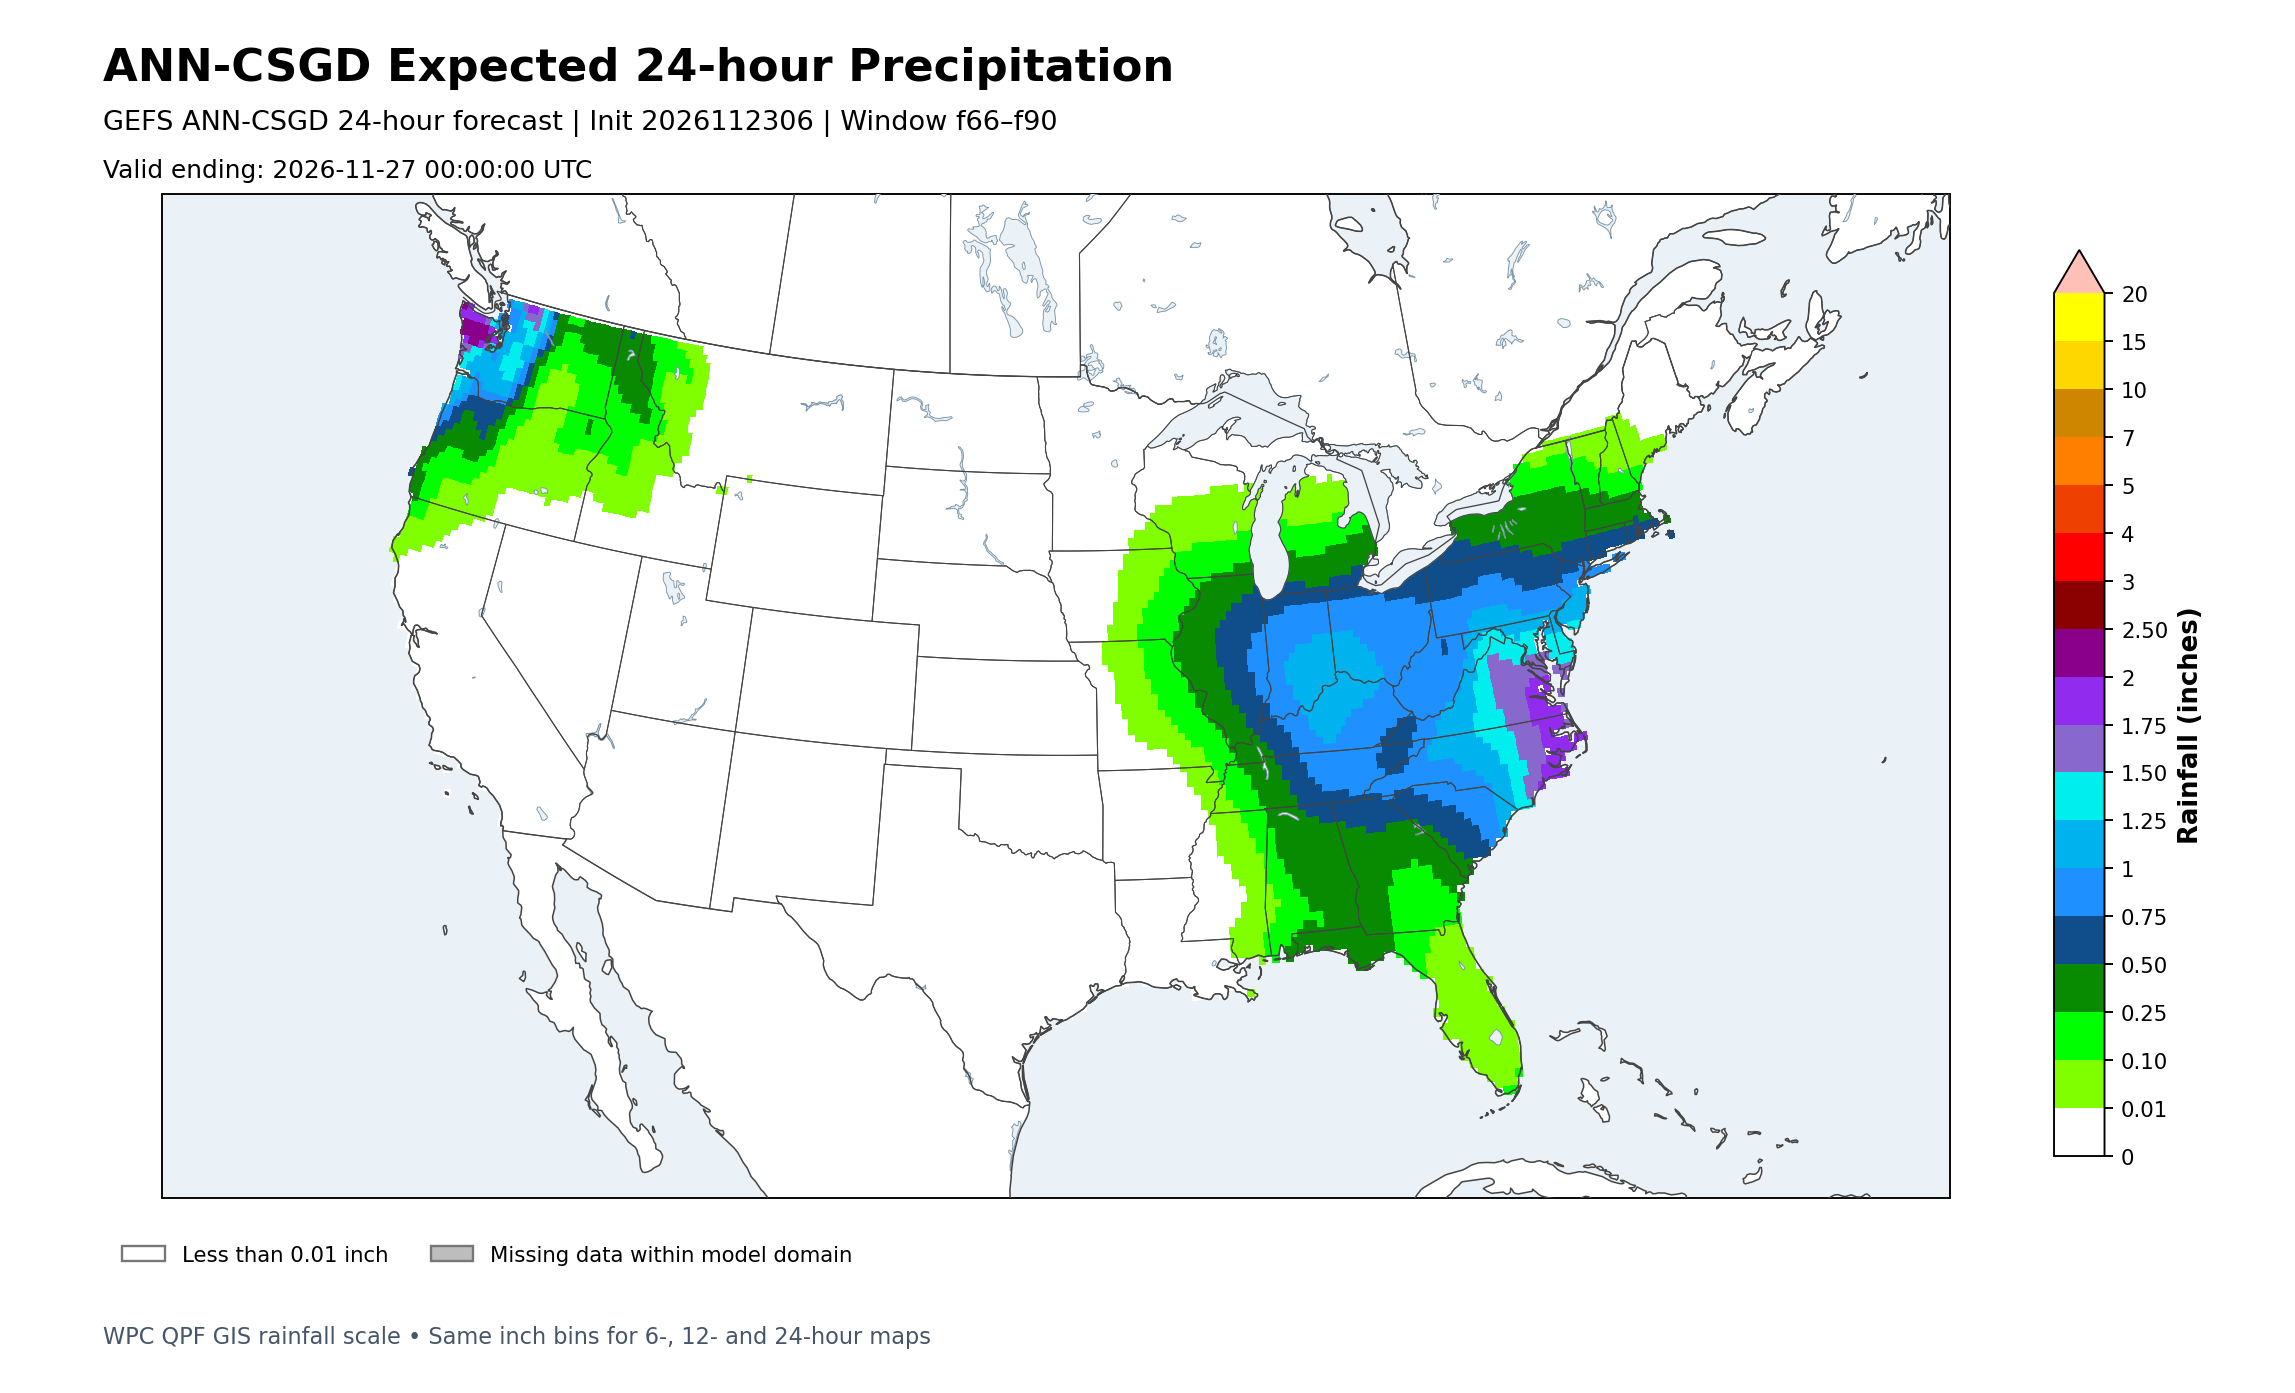 ANN-CSGD Expected 24-hour Precipitation
GEFS ANN-CSGD 24-hour forecast | Init 2026112306 | Window f66–f90
Valid ending: 2026-11-27 00:00:00 UTC
20
15
10
7
5
4
3
2.50
2
1.75
1.50
1.25
1
0.75
0.50
0.25
0.10
0.01
0
Rainfall (inches)
Less than 0.01 inch
Missing data within model domain
WPC QPF GIS rainfall scale • Same inch bins for 6-, 12- and 24-hour maps